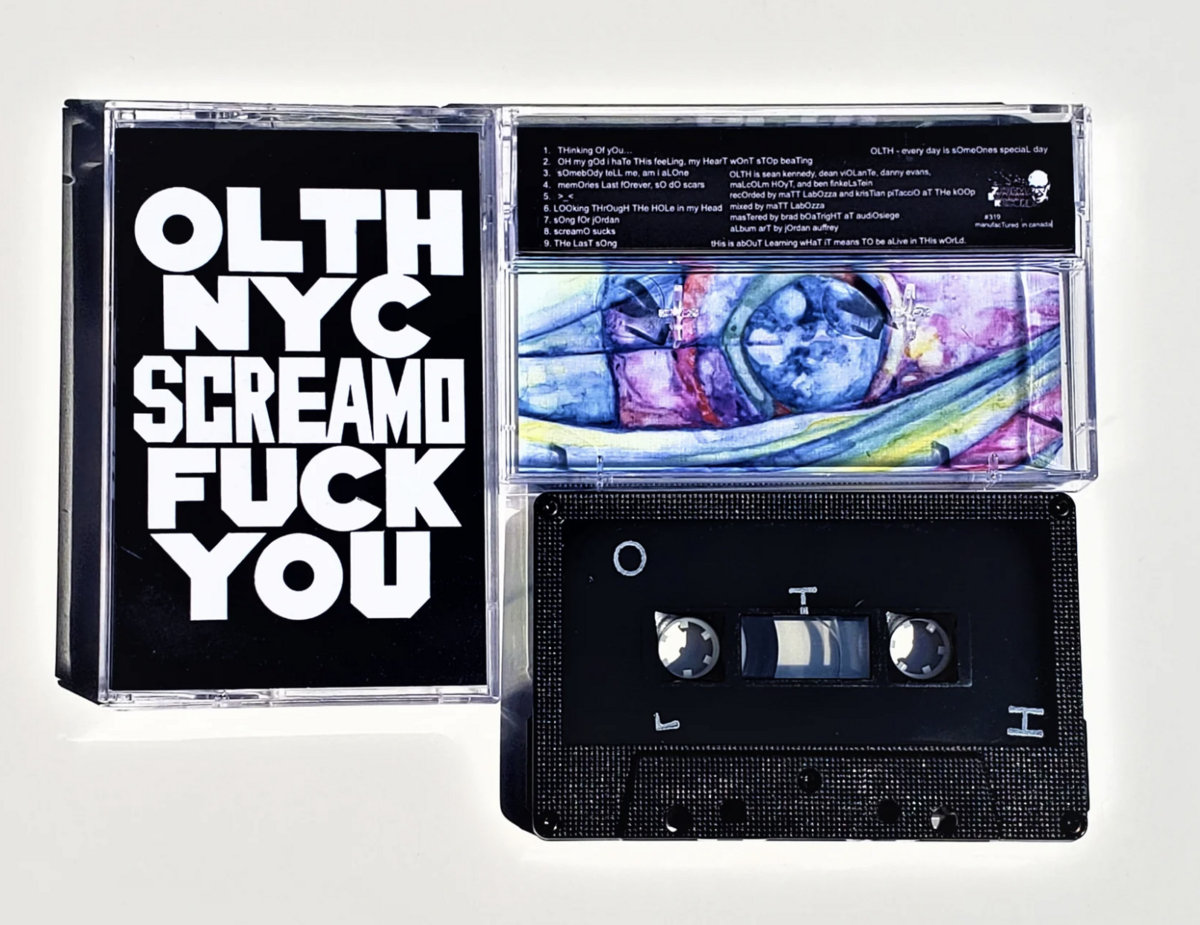 OLTH
NYC
SCREAMO
FUCK
YOU
1. THinking Of yOu...
2. OH my gOd i haTe THis feeLing, my HearT wOnT sTOp beaTing
3. sOmebOdy teLL me, am i aLOne
4. memOries Last fOrever, sO dO scars
5. >_<
6. LOOking THrOugH THe HOLe in my Head
7. sOng fOr jOrdan
8. screamO sucks
9. THe LasT sOng
OLTH - every day is sOmeOnes speciaL day
OLTH is sean kennedy, dean viOLanTe, danny evans,
maLcOLm HOyT, and ben finkeLsTein
recOrded by maTT LabOzza and krisTian piTacciO aT THe kOOp
mixed by maTT LabOzza
masTered by brad bOaTrigHT aT audiOsiege
aLbum arT by jOrdan auffrey
tHis is abOuT Learning wHaT iT means TO be aLive in THis wOrLd.
#319
manufacTured in canada
O
T
L
H